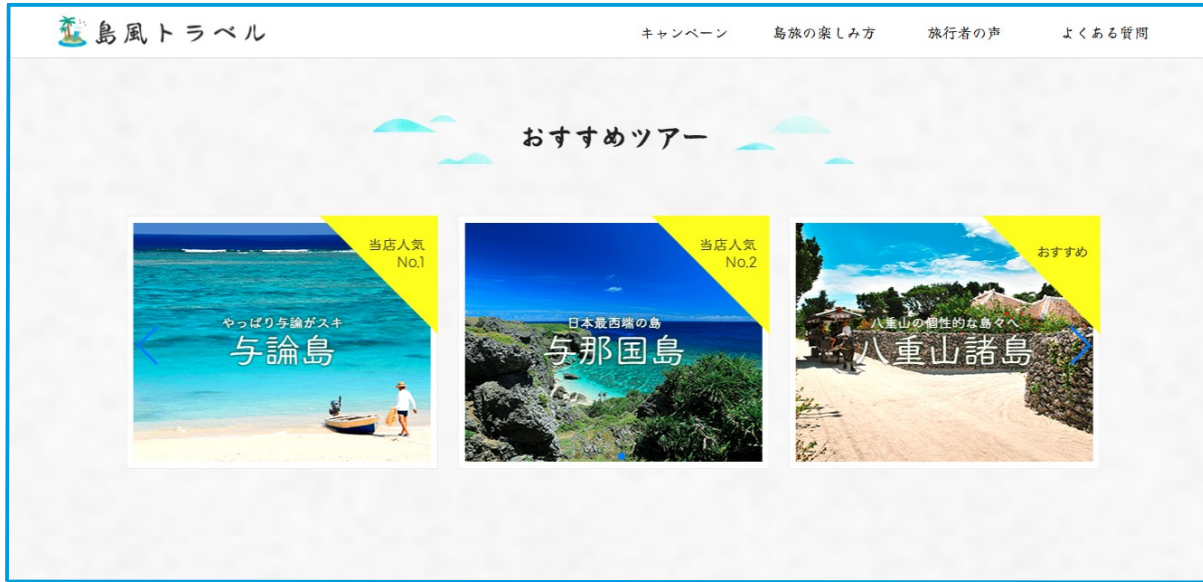 島風トラベル
キャンペーン
島旅の楽しみ方
旅行者の声
よくある質問
おすすめツアー
当店人気
No.1
やっぱり与論がスキ
与論島
当店人気
No.2
日本最西端の島
与那国島
おすすめ
八重山の個性的な島々へ
八重山諸島